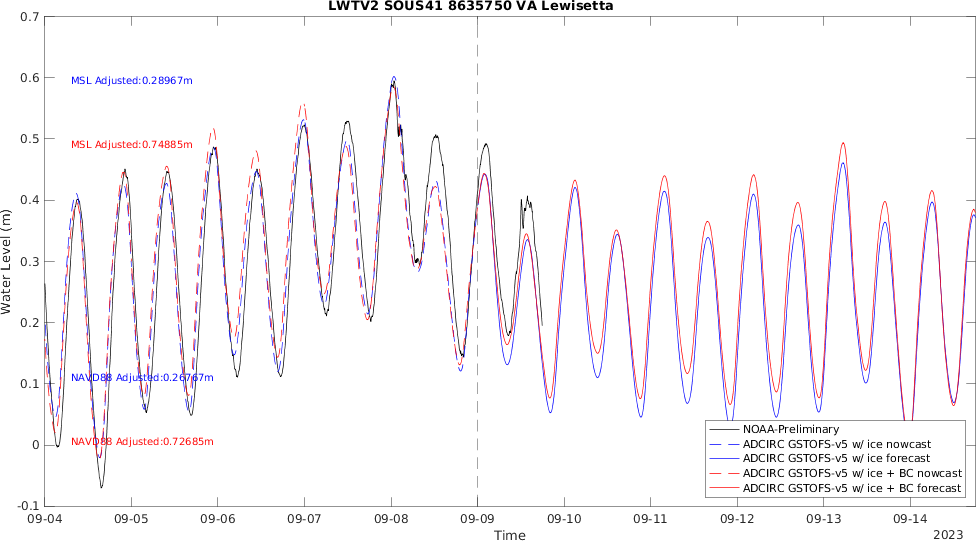 LWTV2 SOUS41 8635750 VA Lewisetta
0.7
0.6
0.5
0.4
0.3
0.2
0.1
0
-0.1
Water Level (m)
MSL Adjusted:0.28967m
MSL Adjusted:0.74885m
NAVD88 Adjusted:0.26767m
NAVD88 Adjusted:0.72685m
NOAA-Preliminary
ADCIRC GSTOFS-v5 w/ ice nowcast
ADCIRC GSTOFS-v5 w/ ice forecast
ADCIRC GSTOFS-v5 w/ ice + BC nowcast
ADCIRC GSTOFS-v5 w/ ice + BC forecast
09-04 09-05 09-06 09-07 09-08 09-09 09-10 09-11 09-12 09-13 09-14
Time
2023